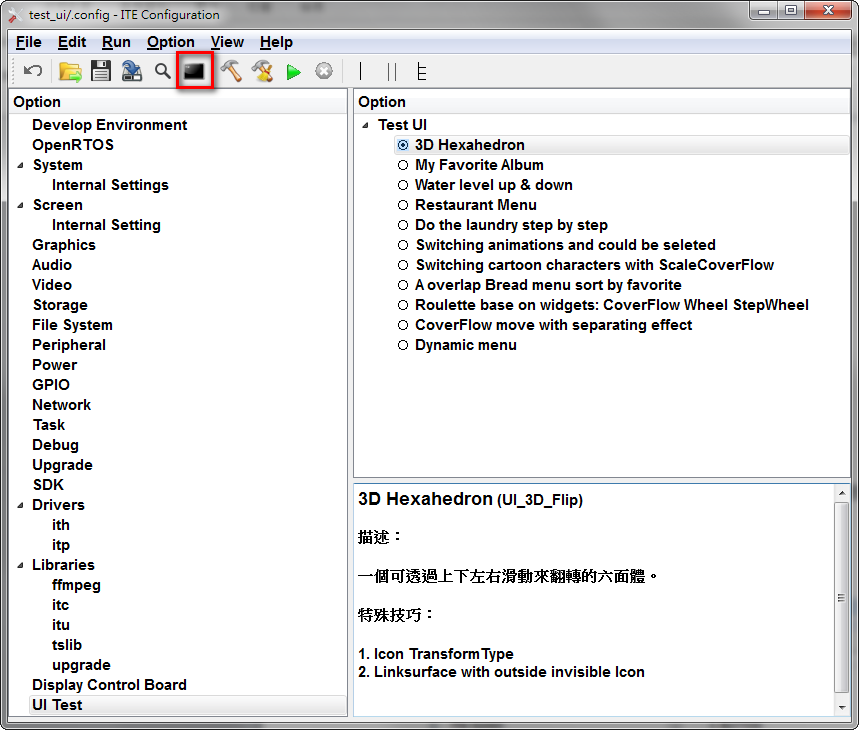 test_ui/.config - ITE Configuration
File Edit Run Option View Help
Option
Develop Environment
OpenRTOS
System
Internal Settings
Screen
Internal Setting
Graphics
Audio
Video
Storage
File System
Peripheral
Power
GPIO
Network
Task
Debug
Upgrade
SDK
Drivers
ith
itp
Libraries
ffmpeg
itc
itu
tslib
upgrade
Display Control Board
UI Test
Option
Test UI
3D Hexahedron
My Favorite Album
Water level up & down
Restaurant Menu
Do the laundry step by step
Switching animations and could be seleted
Switching cartoon characters with ScaleCoverFlow
A overlap Bread menu sort by favorite
Roulette base on widgets: CoverFlow Wheel StepWheel
CoverFlow move with separating effect
Dynamic menu
3D Hexahedron (UI_3D_Flip)
描述：
一個可透過上下左右滑動來翻轉的六面體。
特殊技巧：
1. Icon TransformType
2. Linksurface with outside invisible Icon